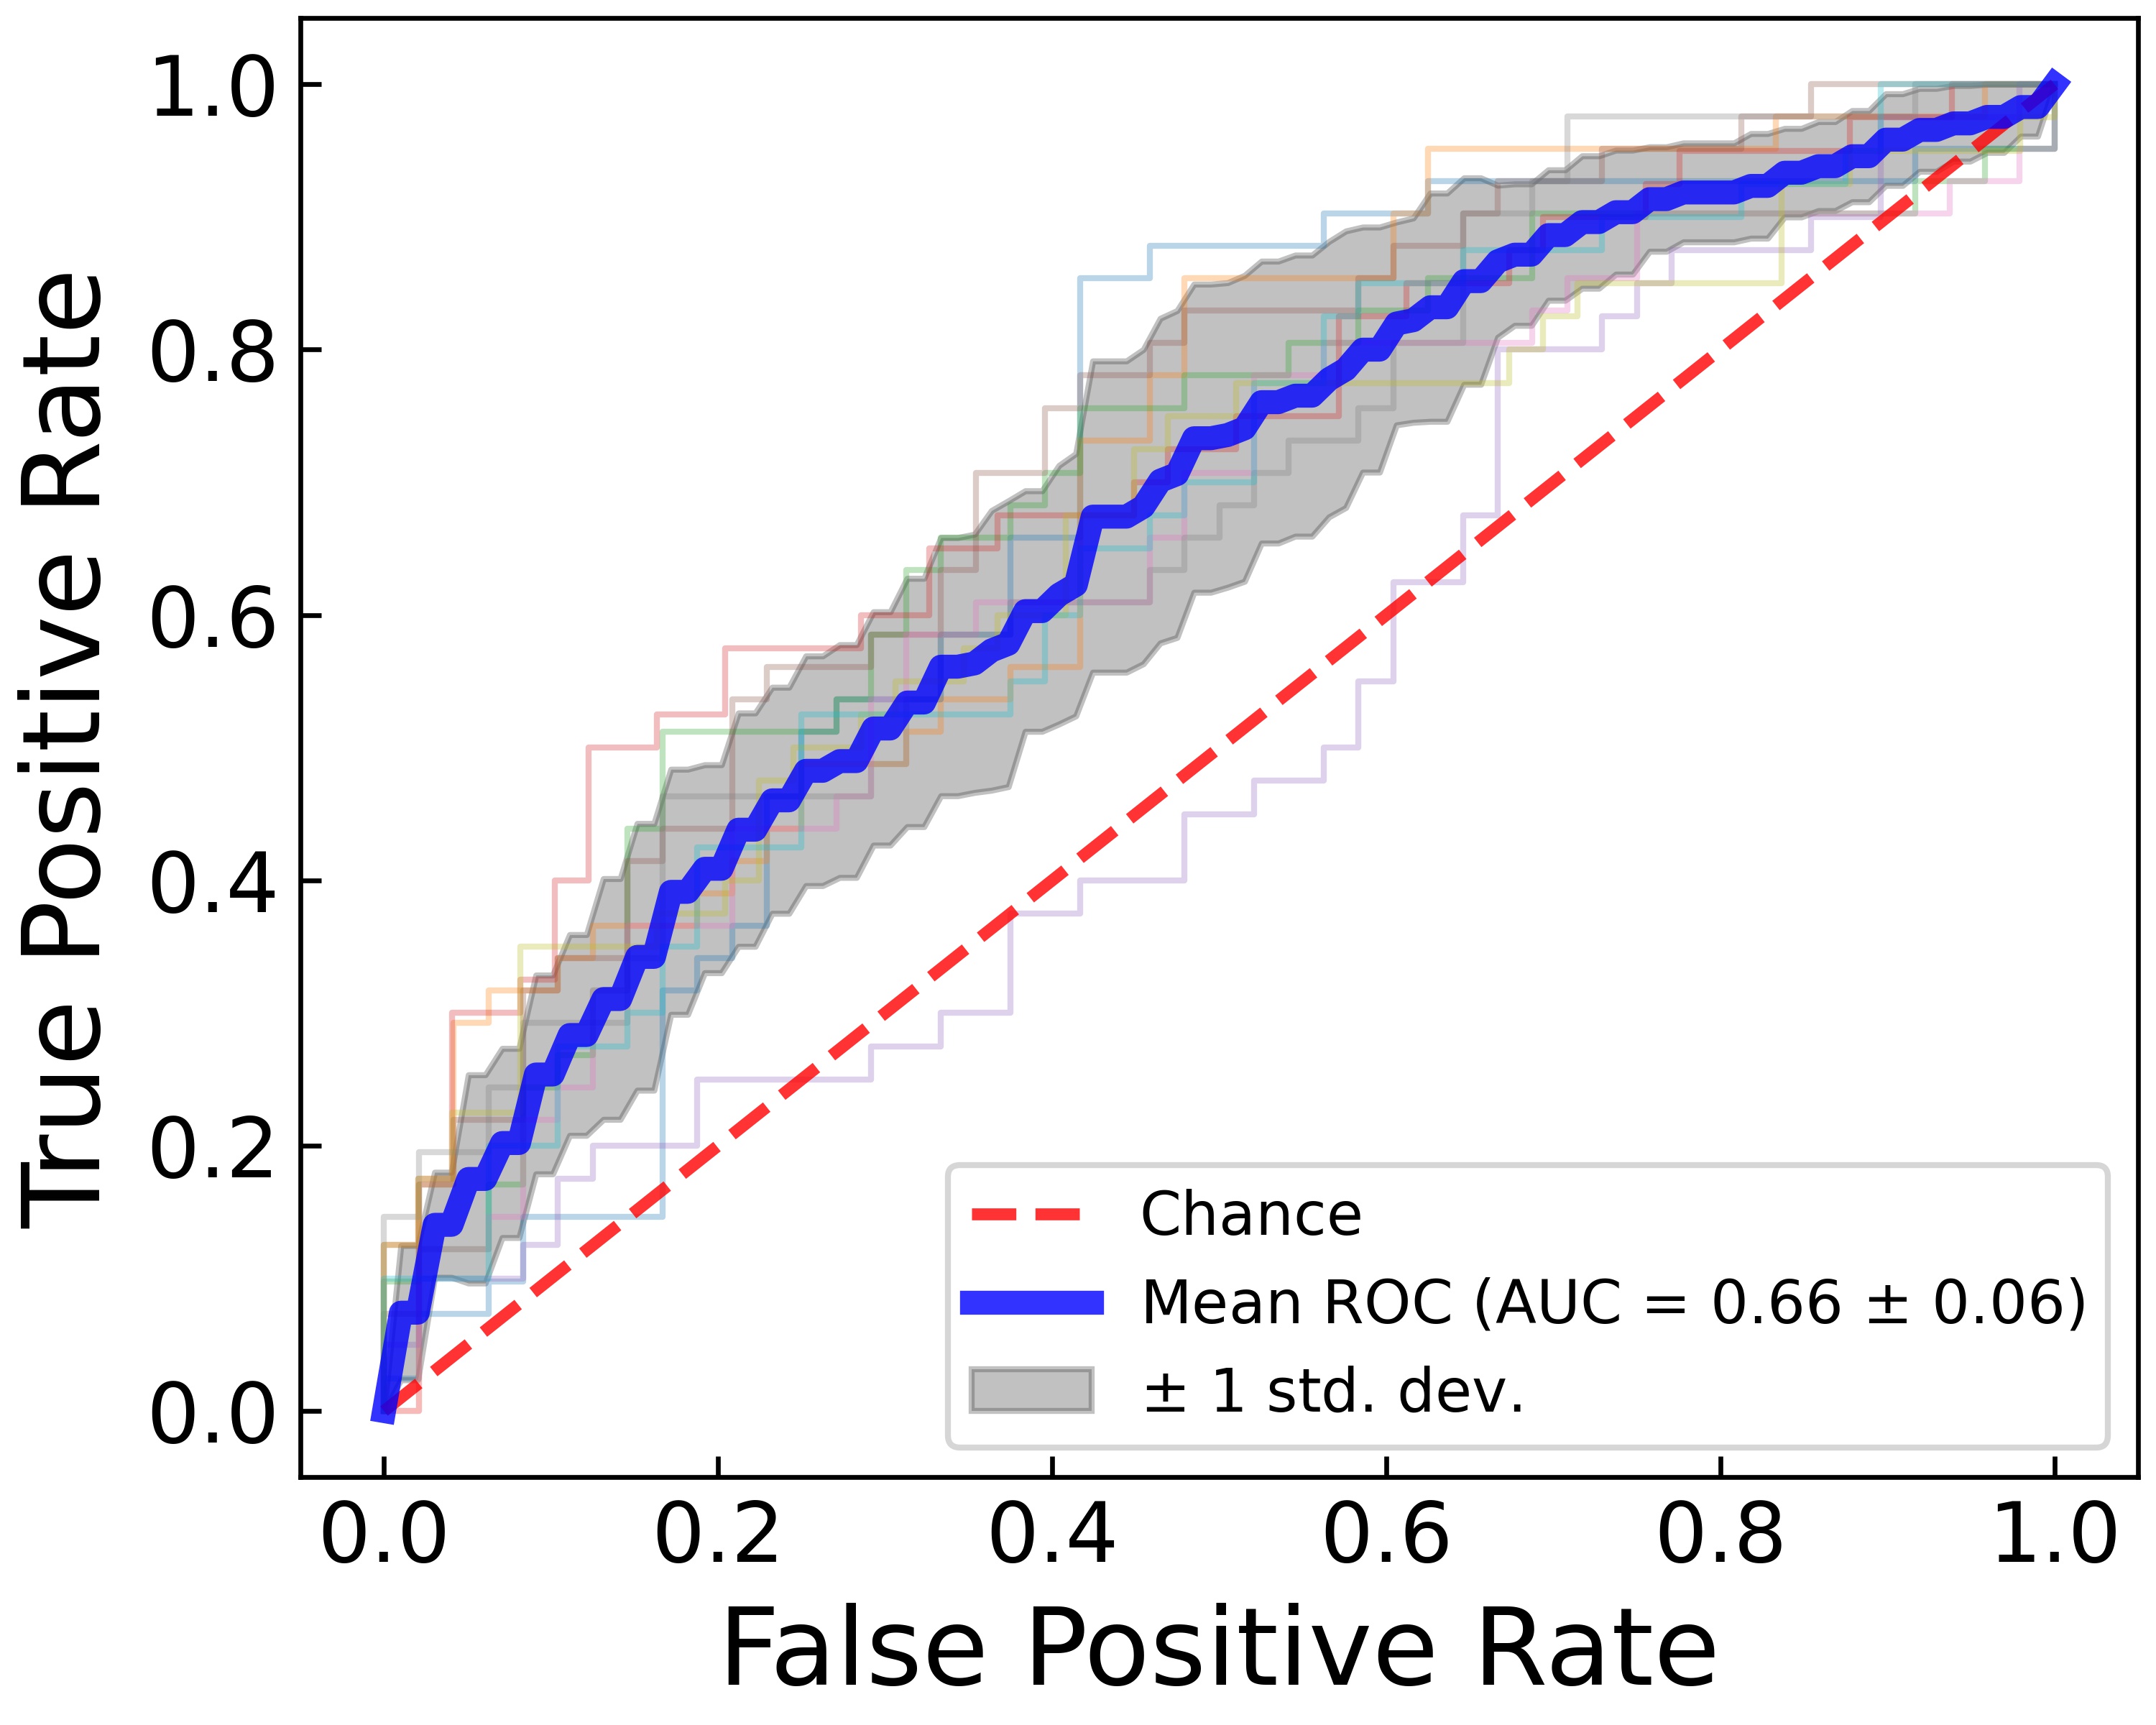 True Positive Rate
1.0
0.8
0.6
0.4
0.2
0.0
Chance
Mean ROC (AUC = 0.66 ± 0.06)
± 1 std. dev.
0.0 0.2 0.4 0.6 0.8 1.0
False Positive Rate